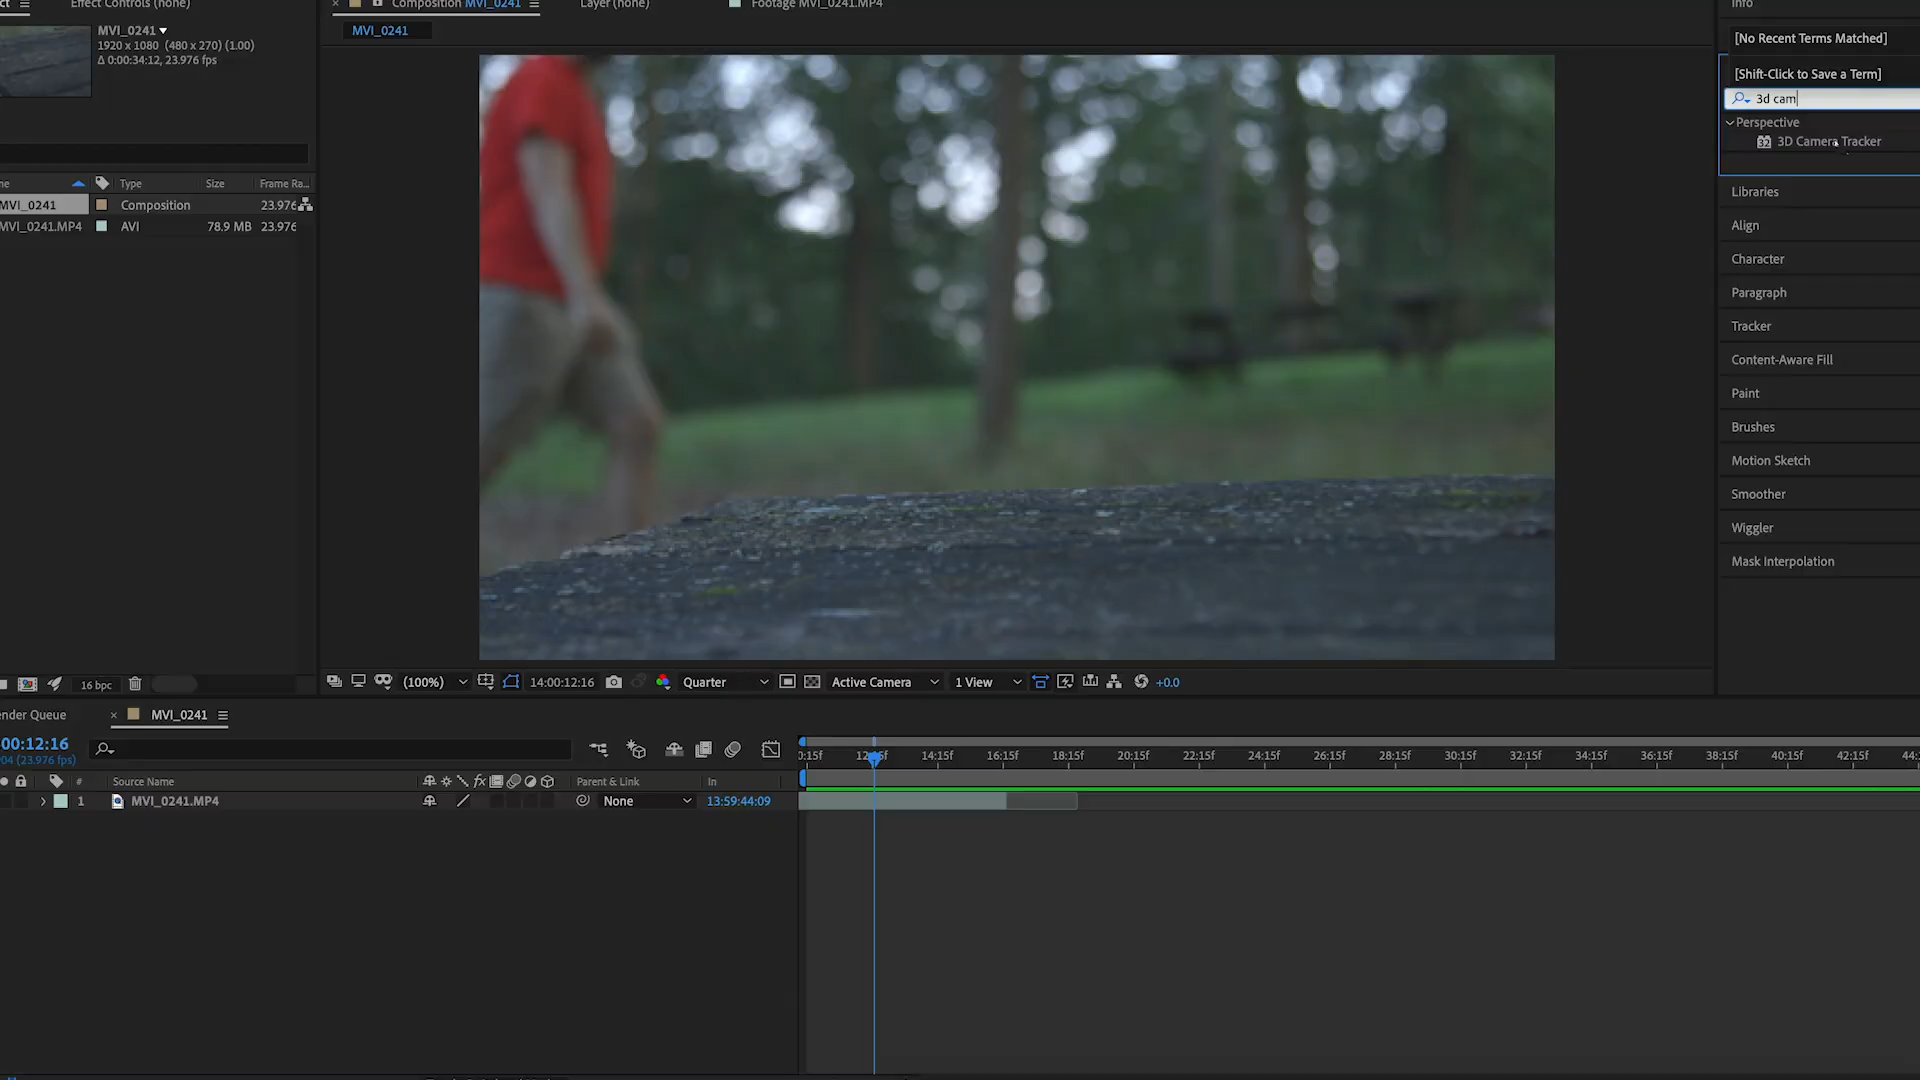 Effect Controls (none)
MVI_0241
1920 x 1080 (480 x 270) (1.00)
Δ 0:00:34:12, 23.976 fps
Type Size Frame Ra...
MVI_0241 Composition 23.976
MVI_0241.MP4 AVI 78.9 MB 23.976
16 bpc
Composition MVI_0241
Layer (none)
Footage MVI_0241.MP4
MVI_0241
(100%) 14:00:12:16 Quarter Active Camera 1 View +0.0
Info
[No Recent Terms Matched]
[Shift-Click to Save a Term]
3d cam
Perspective
32 3D Camera Tracker
Libraries
Align
Character
Paragraph
Tracker
Content-Aware Fill
Paint
Brushes
Motion Sketch
Smoother
Wiggler
Mask Interpolation
Queue × MVI_0241
00:12:16
(23.976 fps)
# Source Name fx Parent & Link In
1 MVI_0241.MP4 None 13:59:44:09
14:15f 16:15f 18:15f 20:15f 22:15f 24:15f 26:15f 28:15f 30:15f 32:15f 34:15f 36:15f 38:15f 40:15f 42:15f